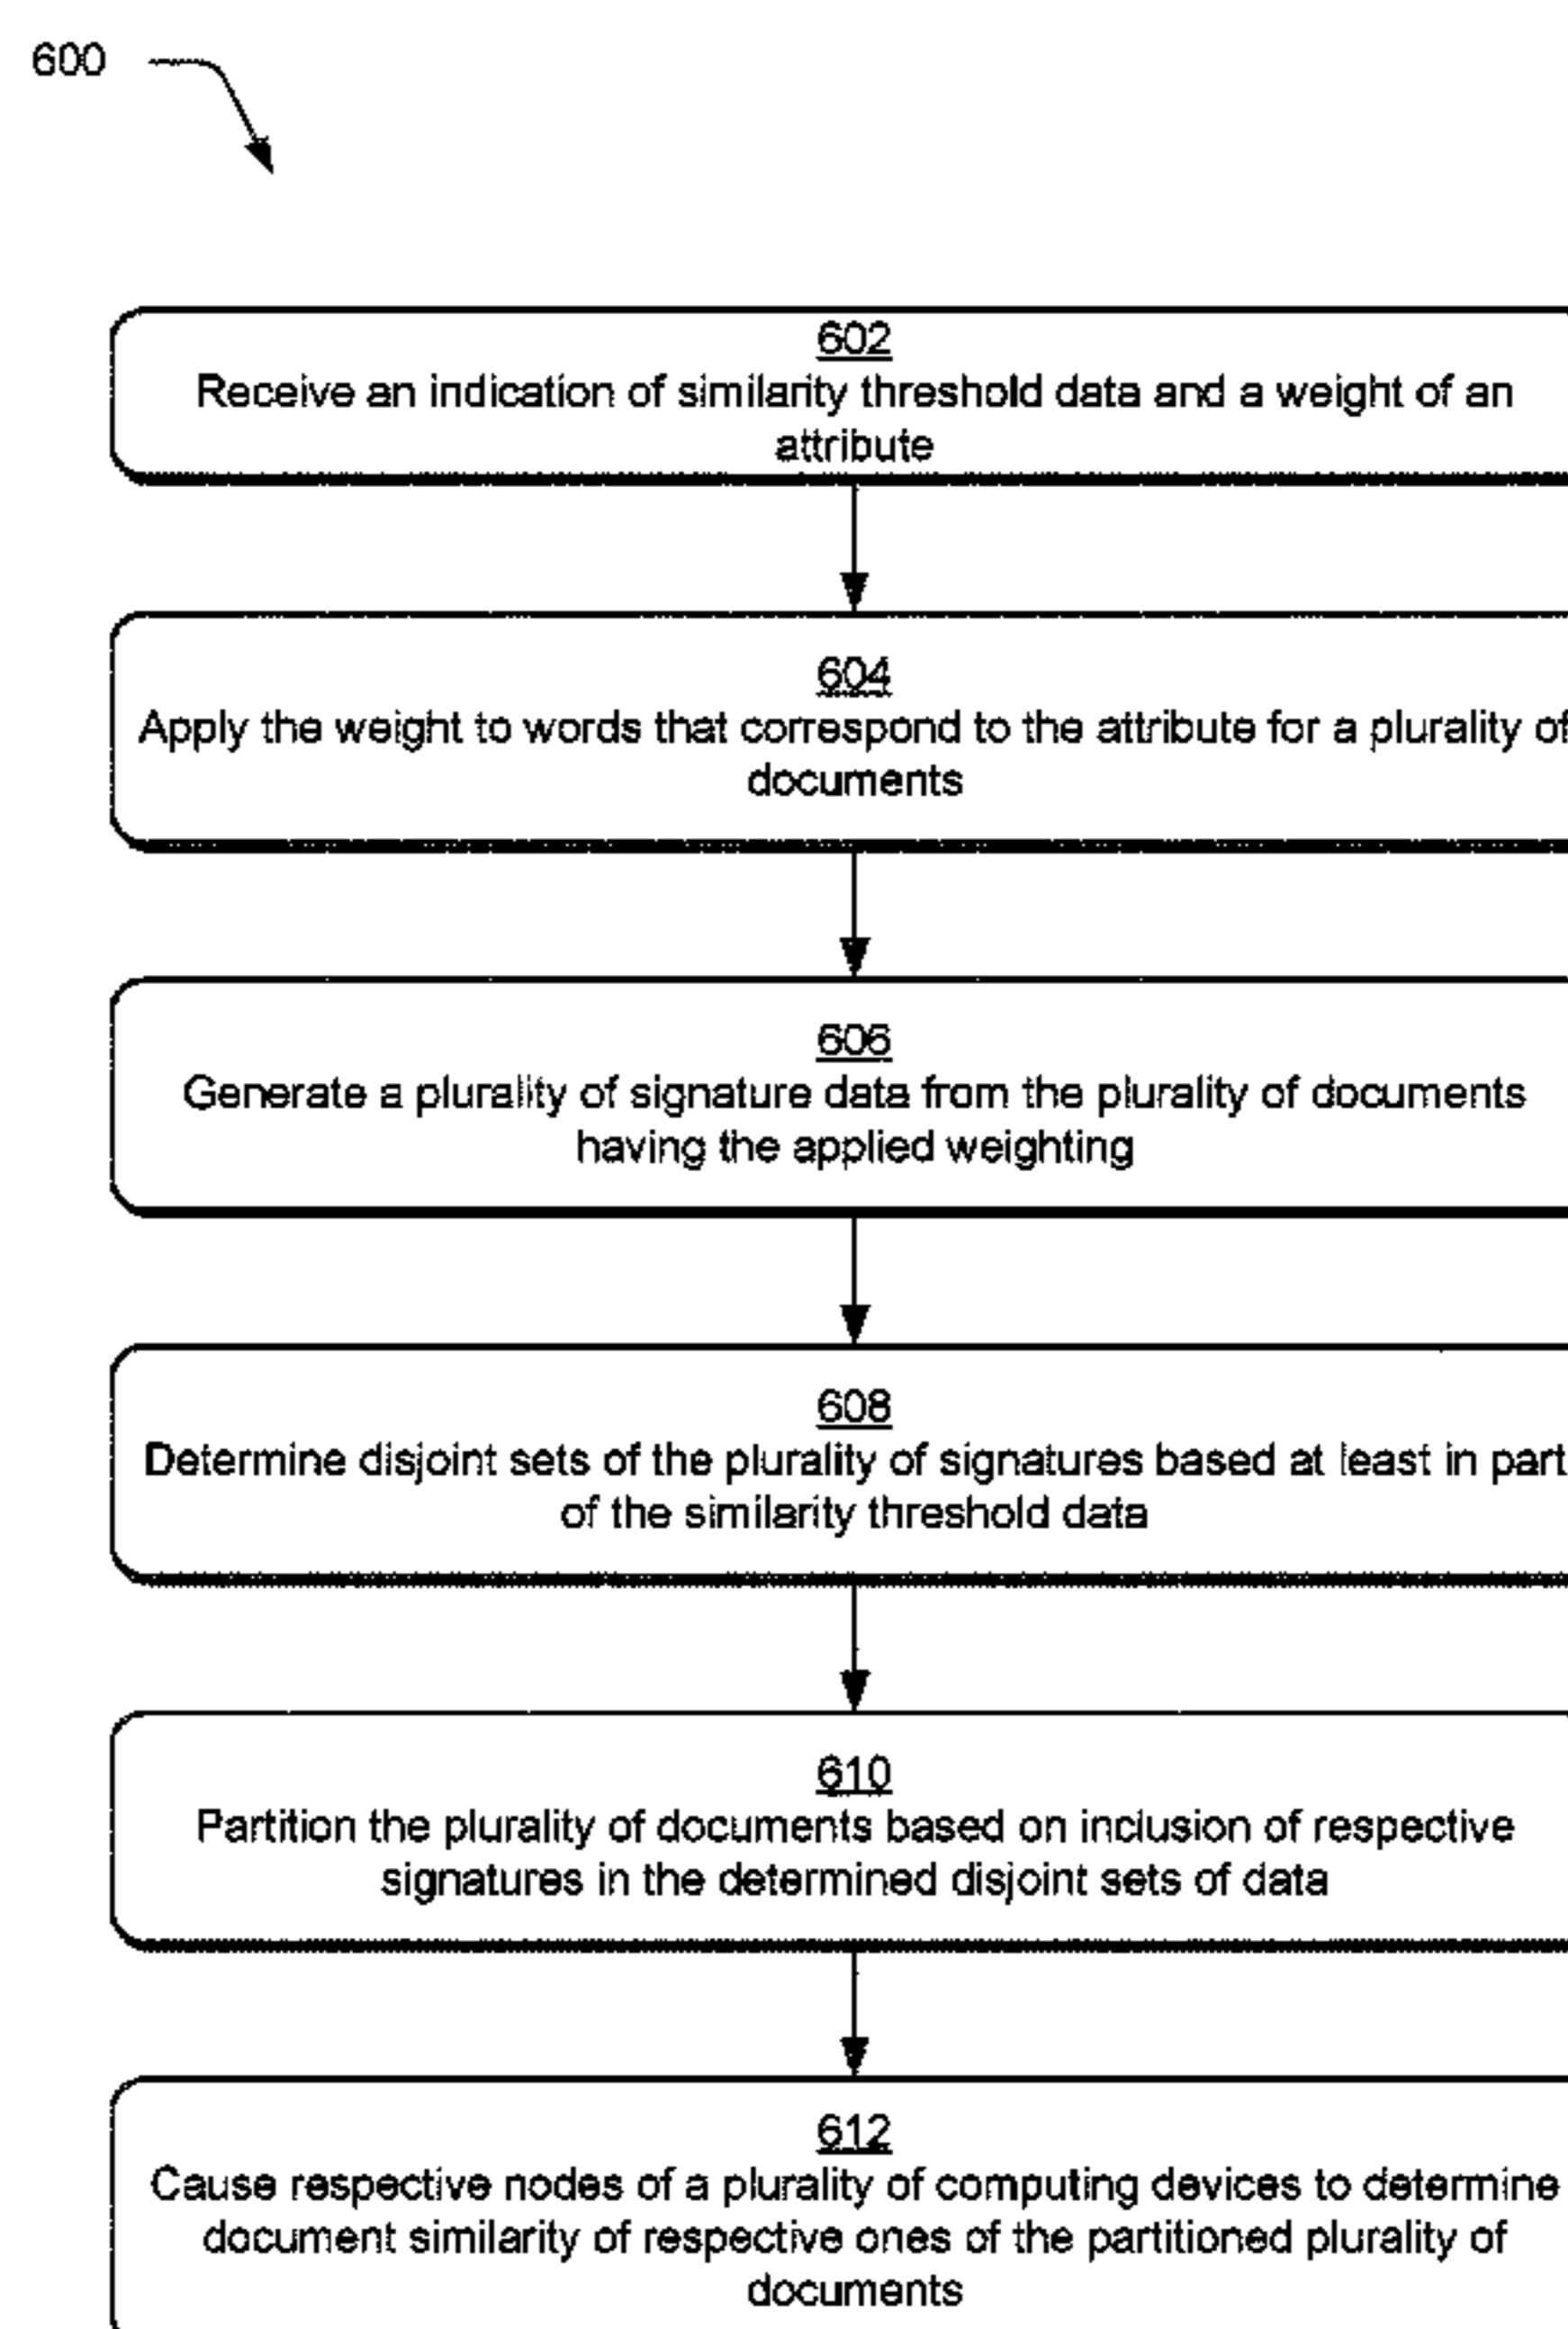 600
602
Receive an indication of similarity threshold data and a weight of an
attribute
604
Apply the weight to words that correspond to the attribute for a plurality of
documents
606
Generate a plurality of signature data from the plurality of documents
having the applied weighting
608
Determine disjoint sets of the plurality of signatures based at least in part
of the similarity threshold data
610
Partition the plurality of documents based on inclusion of respective
signatures in the determined disjoint sets of data
612
Cause respective nodes of a plurality of computing devices to determine
document similarity of respective ones of the partitioned plurality of
documents